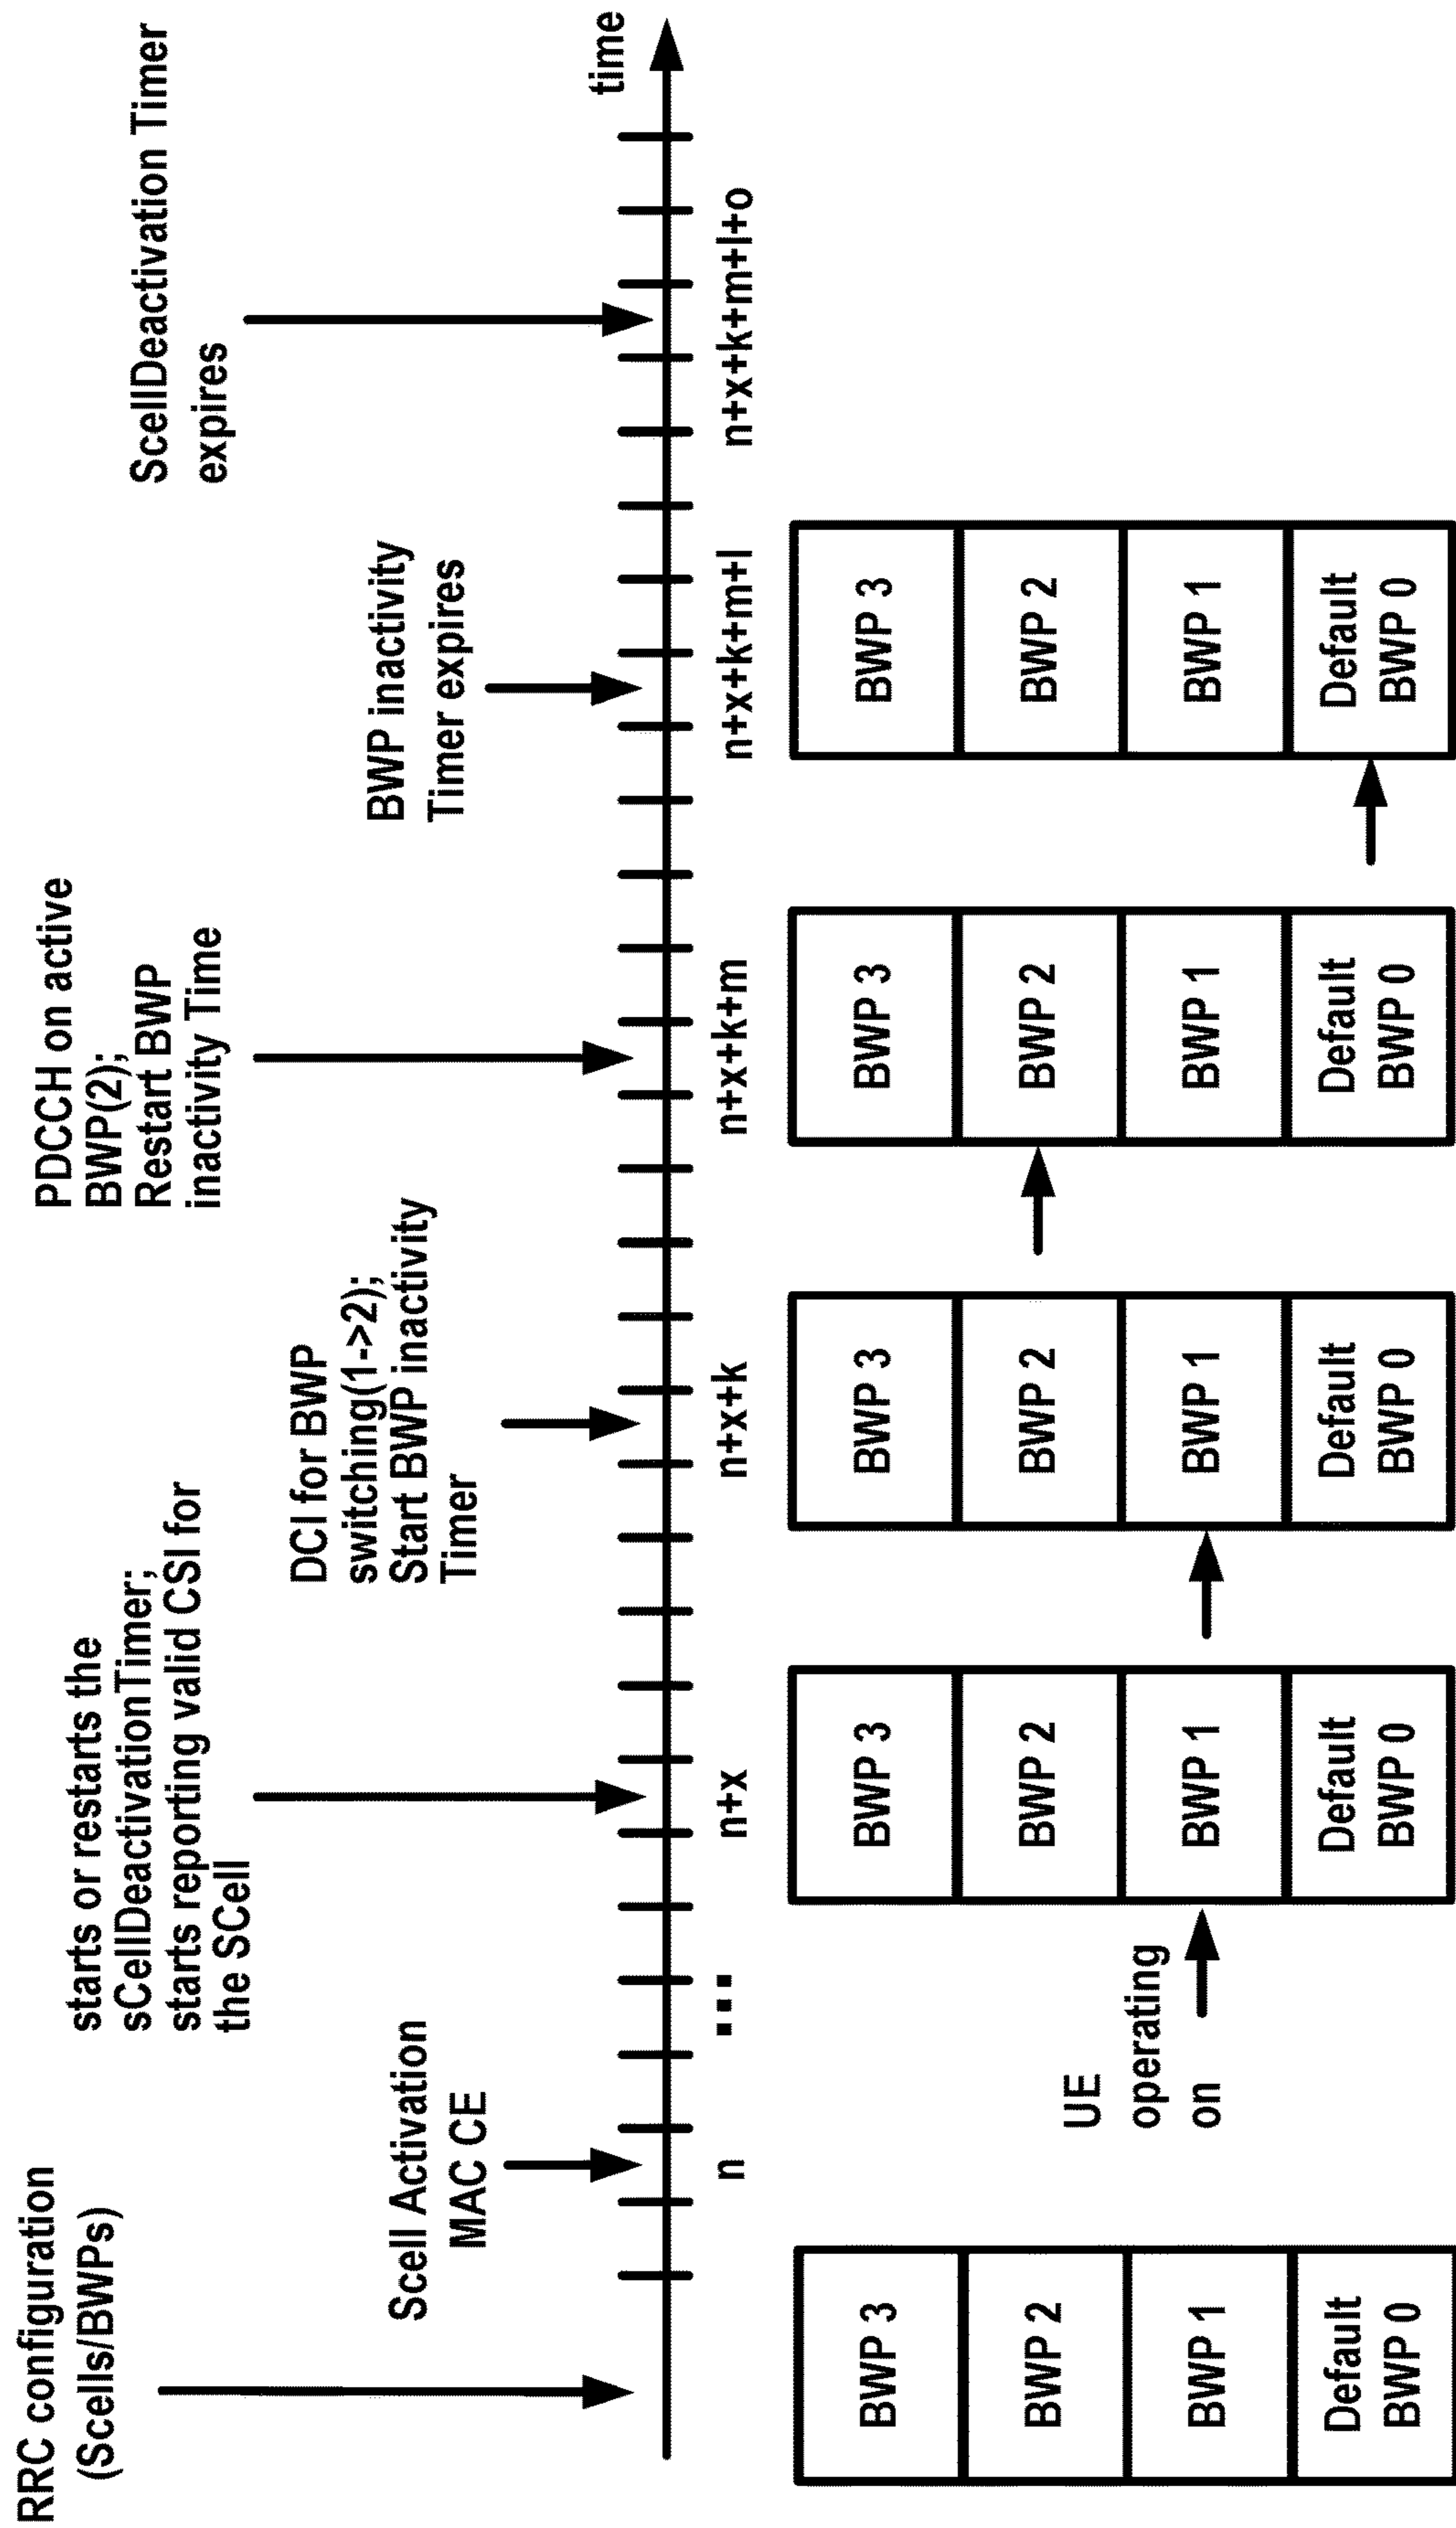 RRC configuration
(Scells/BWPs)
Scell Activation
MAC CE
starts or restarts the
sCellDeactivationTimer;
starts reporting valid CSI for
the SCell
DCI for BWP
switching(1->2);
Start BWP inactivity
Timer
PDCCH on active
BWP(2);
Restart BWP
inactivity Time
BWP inactivity
Timer expires
ScellDeactivation Timer
expires
time
n
...
n+x
n+x+k
n+x+k+m
n+x+k+m+l
n+x+k+m+l+o
BWP 3
BWP 2
BWP 1
Default
BWP 0
UE
operating
on
BWP 3
BWP 2
BWP 1
Default
BWP 0
BWP 3
BWP 2
BWP 1
Default
BWP 0
BWP 3
BWP 2
BWP 1
Default
BWP 0
BWP 3
BWP 2
BWP 1
Default
BWP 0